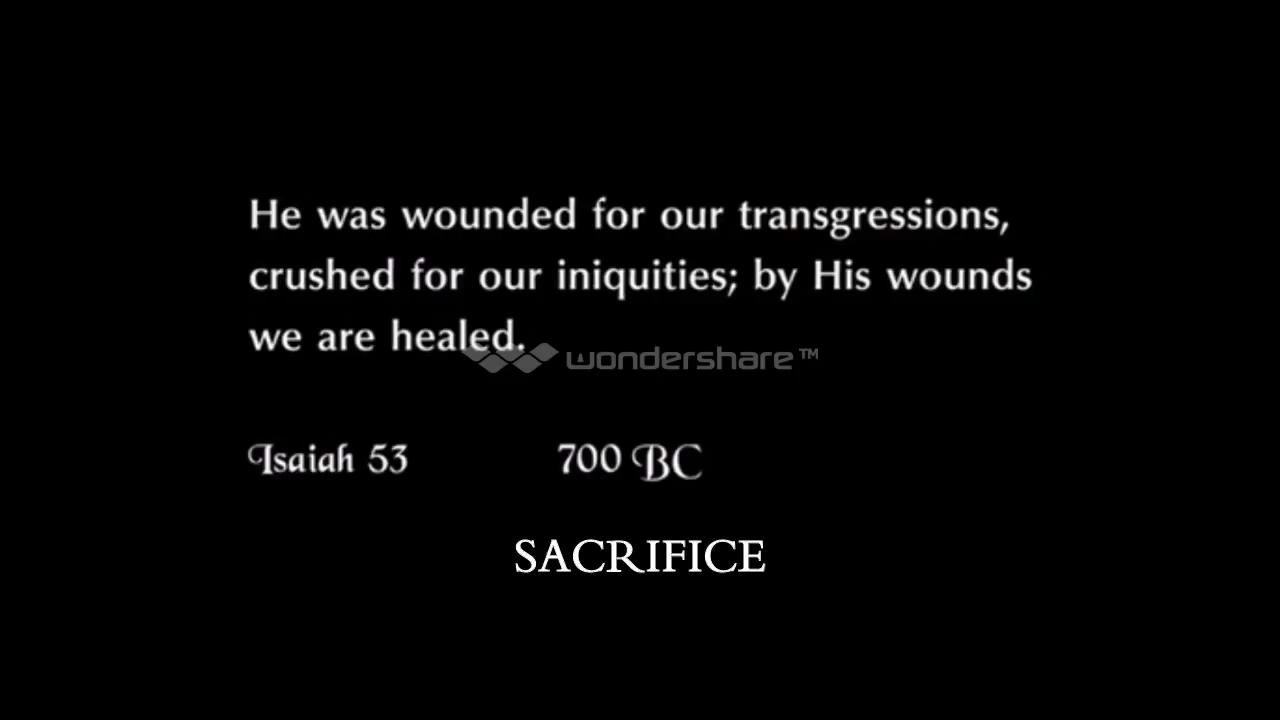 He was wounded for our transgressions,
crushed for our iniquities; by His wounds
we are healed.
wondershare™
Isaiah 53 700 BC
SACRIFICE